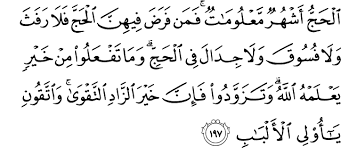 ٱلْحَجُّ أَشْهُرٌ مَّعْلُومَٰتٌ ۚ فَمَن فَرَضَ فِيهِنَّ ٱلْحَجَّ فَلَا رَفَثَ
وَلَا فُسُوقَ وَلَا جِدَالَ فِى ٱلْحَجِّ ۗ وَمَا تَفْعَلُوا۟ مِنْ خَيْرٍ
يَعْلَمْهُ ٱللَّهُ ۗ وَتَزَوَّدُوا۟ فَإِنَّ خَيْرَ ٱلزَّادِ ٱلتَّقْوَىٰ ۚ وَٱتَّقُونِ
يَٰٓأُو۟لِى ٱلْأَلْبَٰبِ ١٩٧